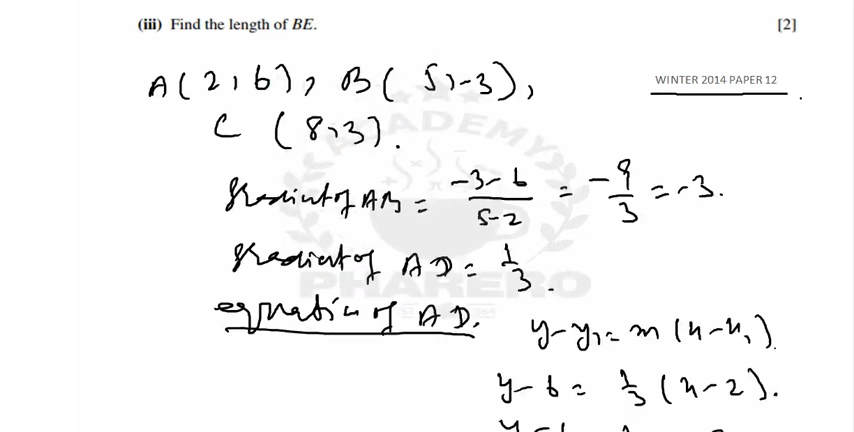 (iii) Find the length of BE. [2]
A(2,6), B(5,-3),
WINTER 2014 PAPER 12
C (8,3).
ACADEMY
Gradient of AB = -3-6/5-2 = -9/3 = -3.
Gradient of AD = 1/3.
PHARERO
equation of AD.
y-y₁ = m(x-x₁)
y-6 = 1/3 (x-2).